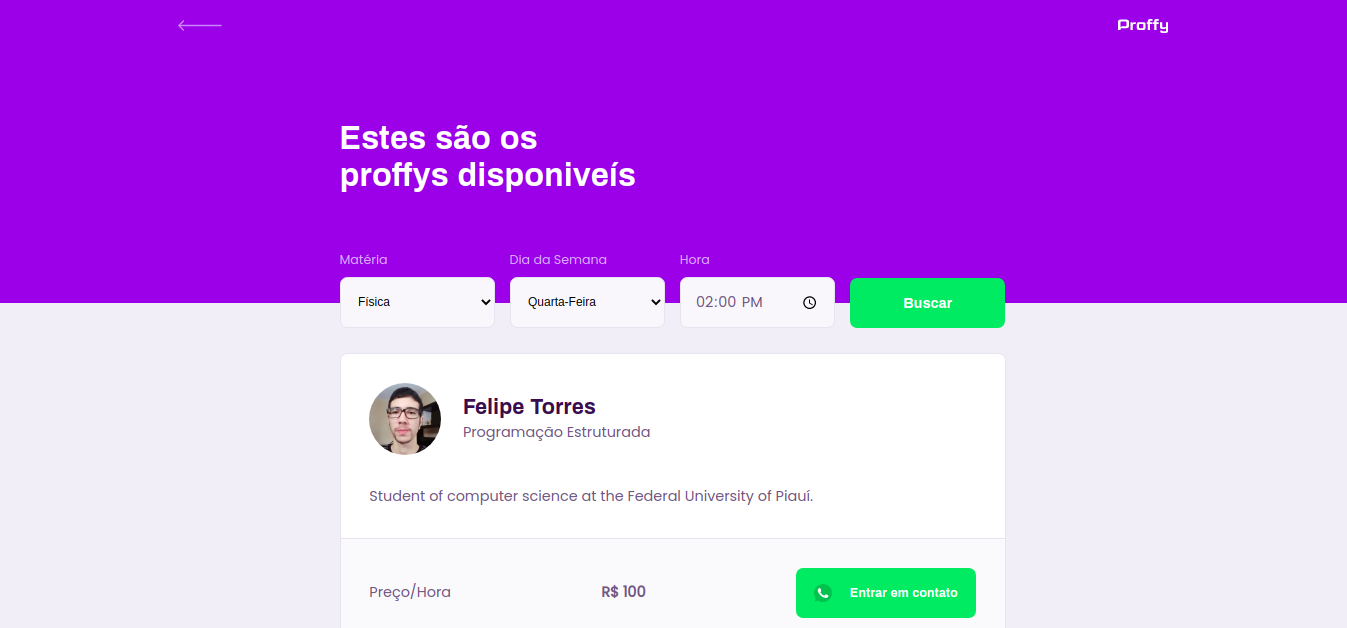 Proffy
Estes são os
proffys disponiveís
Matéria
Dia da Semana
Hora
Física
Quarta-Feira
02:00 PM
Buscar
Felipe Torres
Programação Estruturada
Student of computer science at the Federal University of Piauí.
Preço/Hora
R$ 100
Entrar em contato